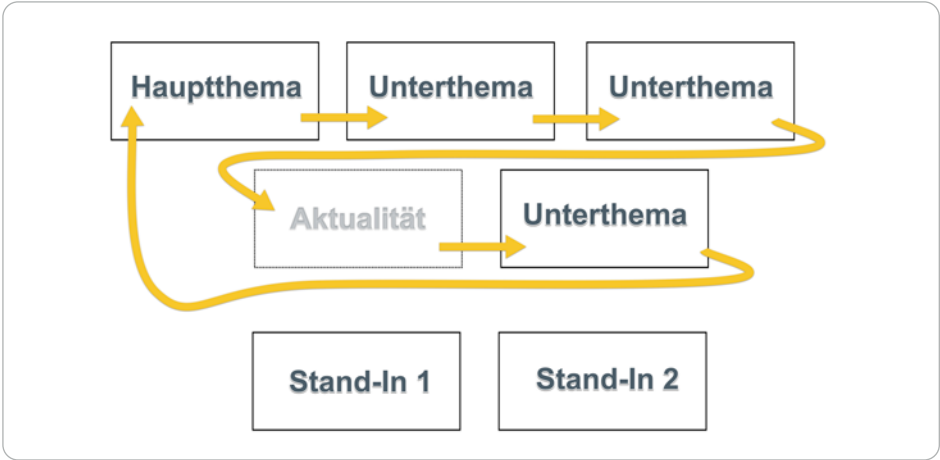 Hauptthema
Unterthema
Unterthema
Aktualität
Unterthema
Stand-In 1
Stand-In 2